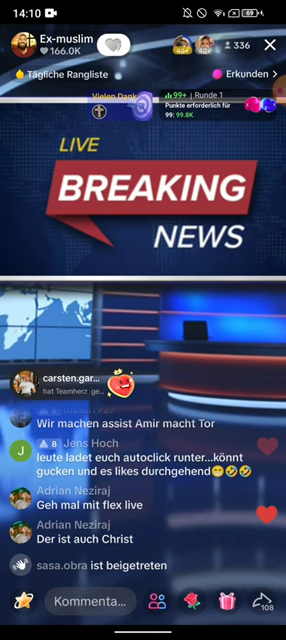 14:10
69
Ex-muslim
166.0K
336
Tägliche Rangliste
Erkunden >
Vielen Dank
99+ | Runde 1
Punkte erforderlich für
99: 99.8K
LIVE
BREAKING
NEWS
carsten.gar...
hat Teamherz ge...
Wir machen assist Amir macht Tor
J
8 Jens Hoch
leute ladet euch autoclick runter...könnt
gucken und es likes durchgehend😁🤣🤣
Adrian Neziraj
Geh mal mit flex live
Adrian Neziraj
Der ist auch Christ
sasa.obra ist beigetreten
Kommenta...
108